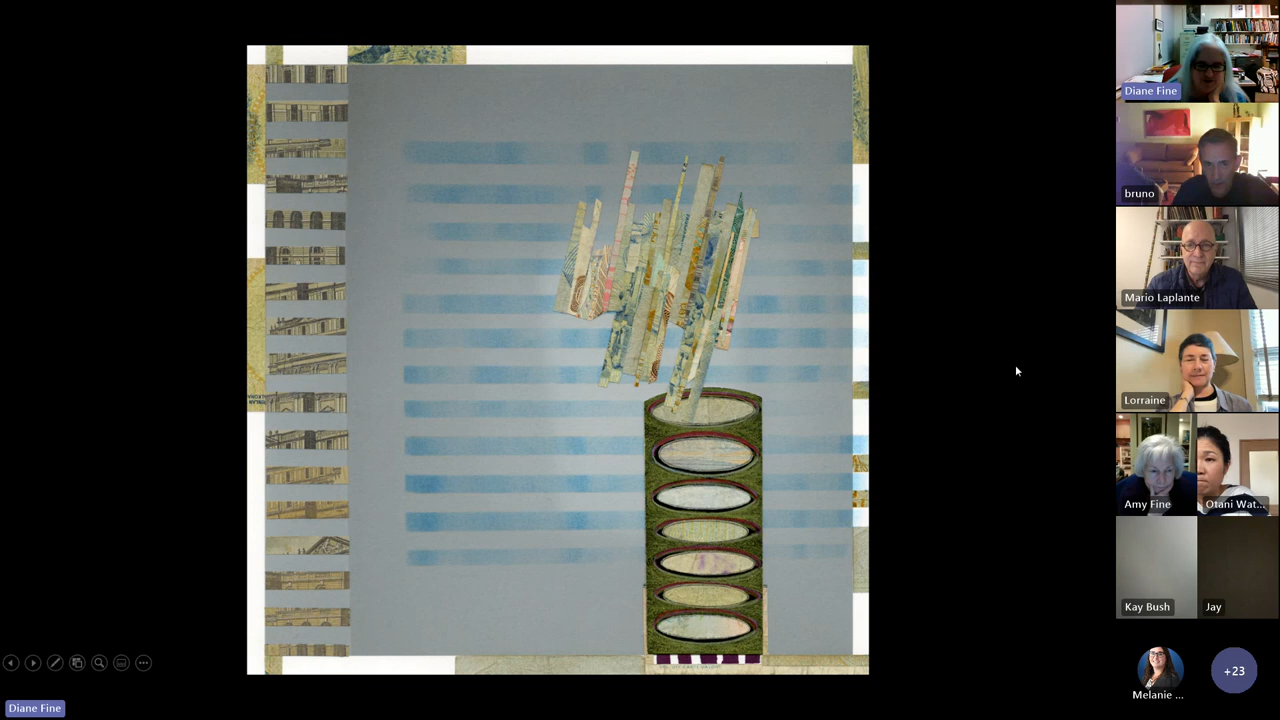 Diane Fine
bruno
Mario Laplante
Lorraine
Amy Fine
Otani Wat...
Kay Bush
Jay
+23
Melanie ...
Diane Fine